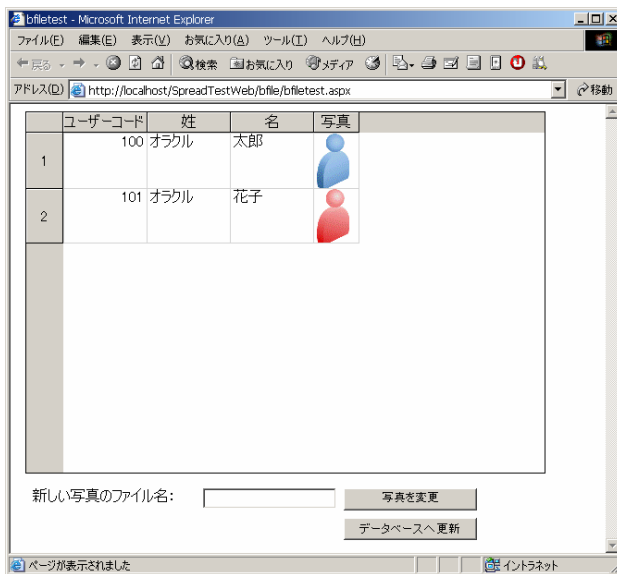 bfiletest - Microsoft Internet Explorer
ファイル(F) 編集(E) 表示(V) お気に入り(A) ツール(T) ヘルプ(H)
戻る 検索 お気に入り メディア
アドレス(D) http://localhost/SpreadTestWeb/bfile/bfiletest.aspx 移動
ユーザーコード 姓 名 写真
1 100 オラクル 太郎
2 101 オラクル 花子
新しい写真のファイル名: 写真を変更
データベースへ更新
ページが表示されました イントラネット